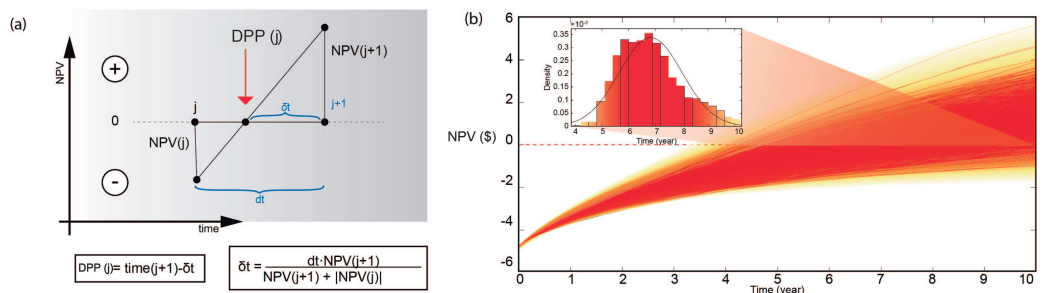 (a)
NPV
+
0
-
DPP (j)
NPV(j+1)
j
δt
j+1
NPV(j)
dt
time
DPP (j)= time(j+1)-δt
δt = dt·NPV(j+1)
NPV(j+1) + |NPV(j)|
(b)
NPV ($)
6
4
2
0
-2
-4
-6
0 1 2 3 4 5 6 7 8 9 10
Time (year)
×10⁻³
Density
0.35
0.3
0.25
0.2
0.15
0.1
0.05
0
4 5 6 7 8 9 10
Time (year)